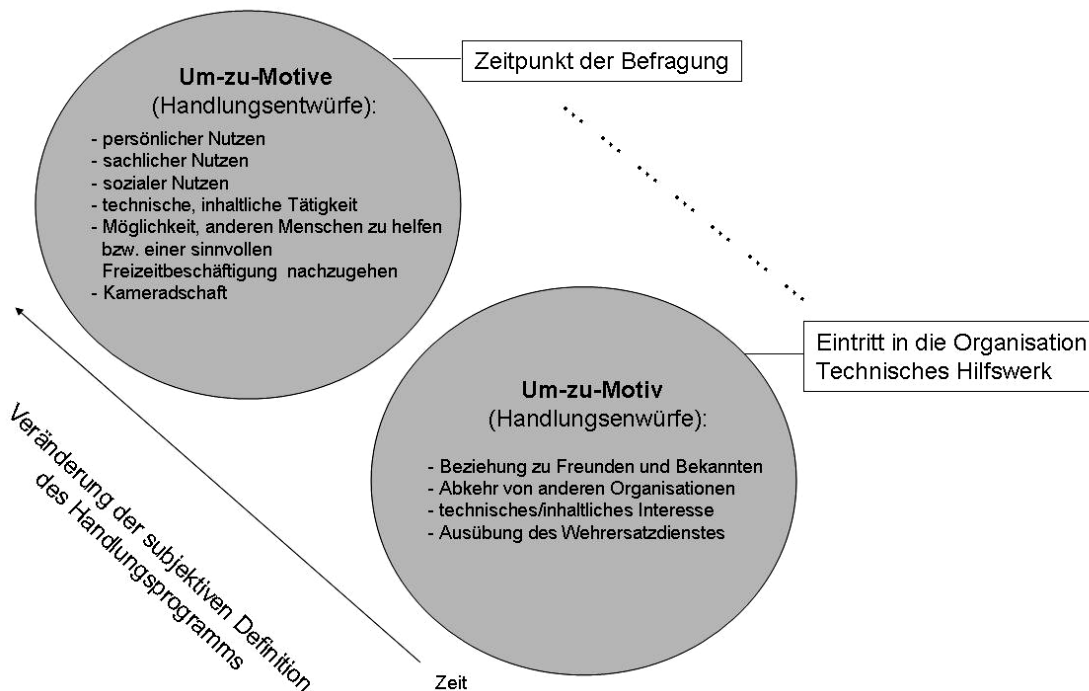 Um-zu-Motive
(Handlungsentwürfe):
- persönlicher Nutzen
- sachlicher Nutzen
- sozialer Nutzen
- technische, inhaltliche Tätigkeit
- Möglichkeit, anderen Menschen zu helfen
bzw. einer sinnvollen
Freizeitbeschäftigung nachzugehen
- Kameradschaft
Zeitpunkt der Befragung
Eintritt in die Organisation
Technisches Hilfswerk
Um-zu-Motiv
(Handlungsenwürfe):
- Beziehung zu Freunden und Bekannten
- Abkehr von anderen Organisationen
- technisches/inhaltliches Interesse
- Ausübung des Wehrersatzdienstes
Veränderung der subjektiven Definition
des Handlungsprogramms
Zeit